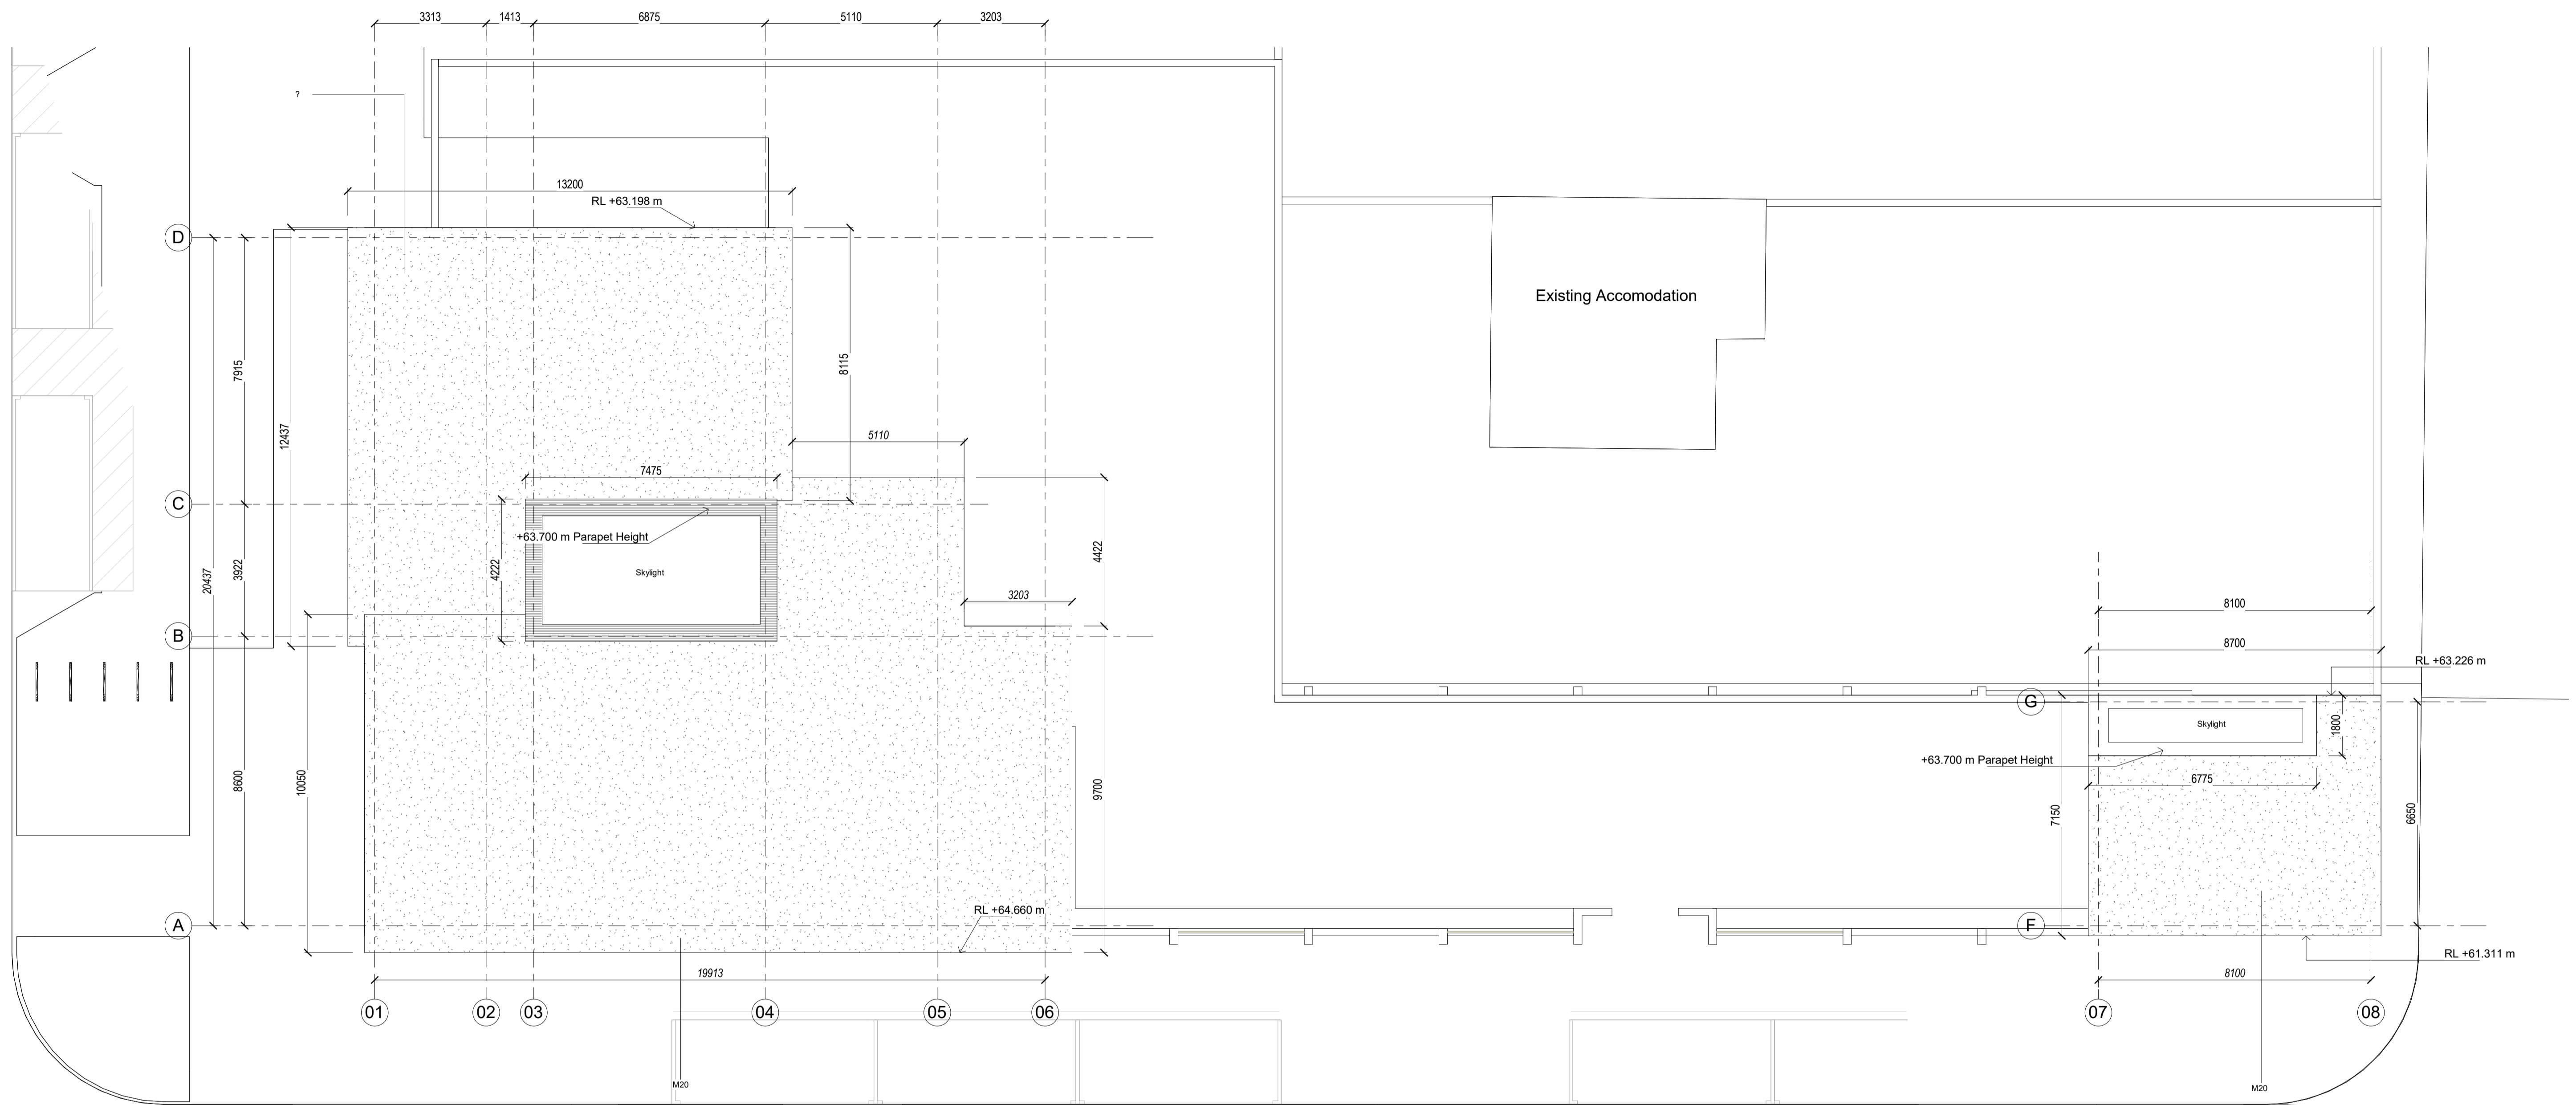 3313
1413
6875
5110
3203
?
13200
RL +63.198 m
D
Existing Accomodation
7915
8115
12437
5110
7475
C
+63.700 m Parapet Height
4422
3922
4222
Skylight
20437
3203
8100
B
8700
RL +63.226 m
G
Skylight
1800
+63.700 m Parapet Height
6775
8600
10050
9700
7150
6650
RL +64.660 m
A
F
RL +61.311 m
19913
8100
01
02
03
04
05
06
07
08
M20
M20